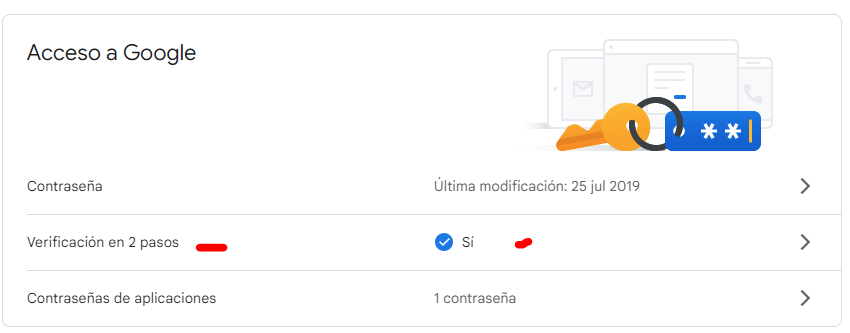 Acceso a Google
**
Contraseña Última modificación: 25 jul 2019
Verificación en 2 pasos Sí
Contraseñas de aplicaciones 1 contraseña